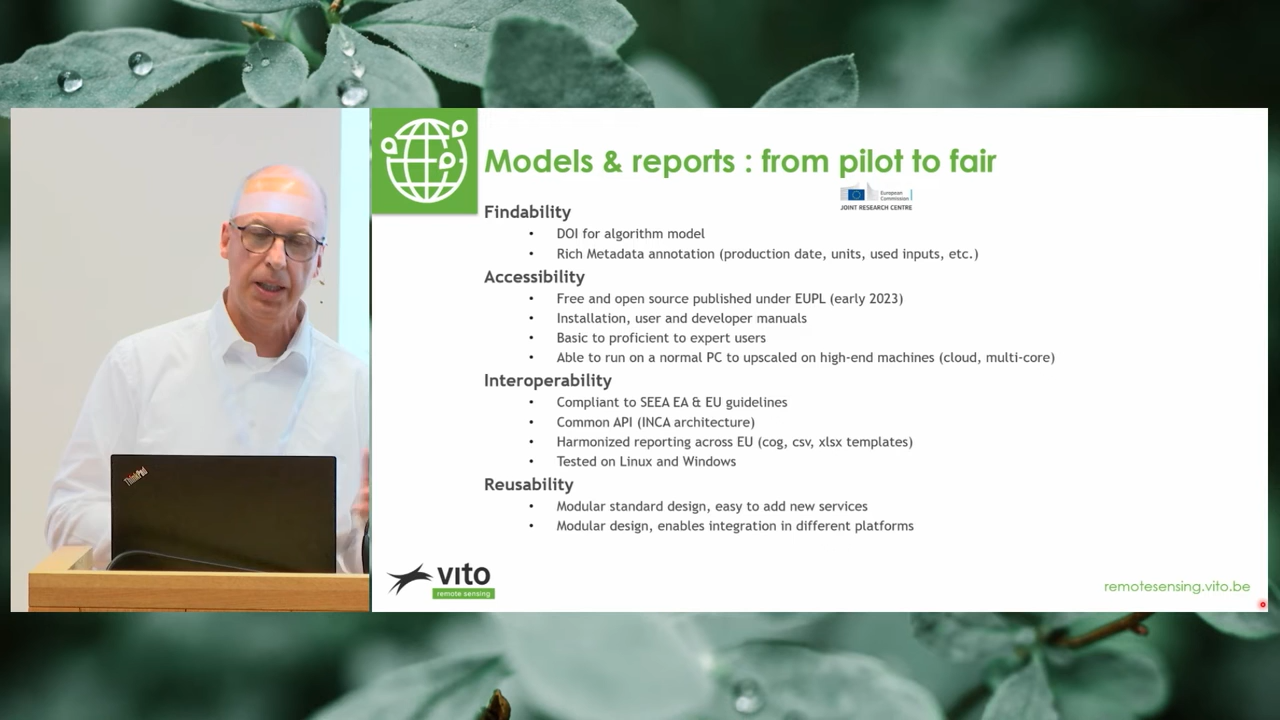 Models & reports : from pilot to fair
European
Commission
JOINT RESEARCH CENTRE
Findability
• DOI for algorithm model
• Rich Metadata annotation (production date, units, used inputs, etc.)
Accessibility
• Free and open source published under EUPL (early 2023)
• Installation, user and developer manuals
• Basic to proficient to expert users
• Able to run on a normal PC to upscaled on high-end machines (cloud, multi-core)
Interoperability
• Compliant to SEEA EA & EU guidelines
• Common API (INCA architecture)
• Harmonized reporting across EU (cog, csv, xlsx templates)
• Tested on Linux and Windows
Reusability
• Modular standard design, easy to add new services
• Modular design, enables integration in different platforms
vito
remote sensing
remotesensing.vito.be
ThinkPad